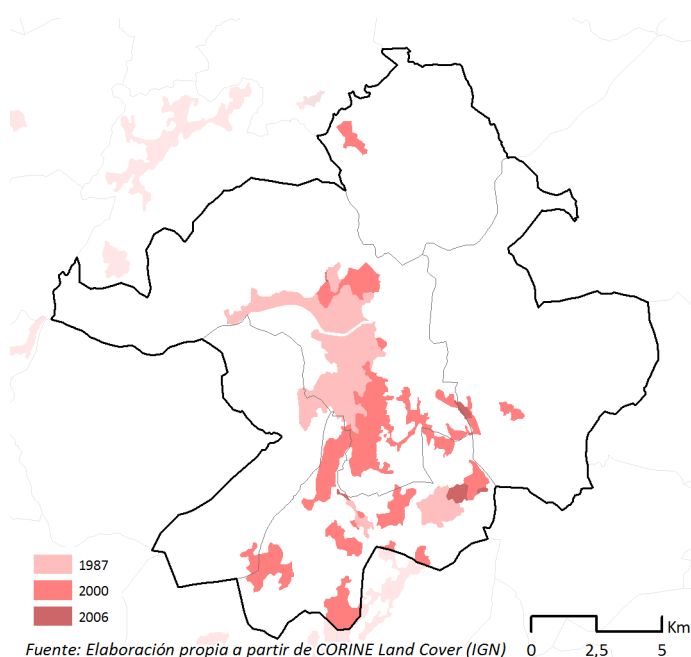 1987
2000
2006
Km
0 2,5 5
Fuente: Elaboración propia a partir de CORINE Land Cover (IGN)